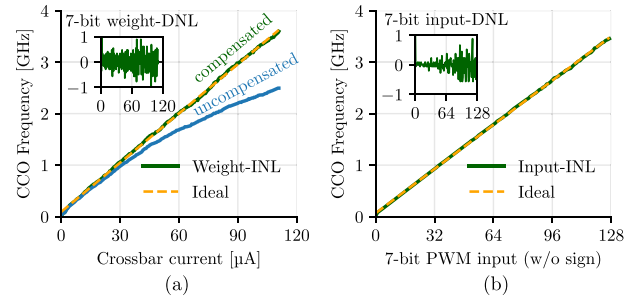 7-bit weight-DNL
CCO Frequency [GHz]
4
3
2
1
0
1
0
−1
0 60 120
compensated
uncompensated
Weight-INL
Ideal
0 30 60 90 120
Crossbar current [µA]
(a)
7-bit input-DNL
CCO Frequency [GHz]
4
3
2
1
0
1
0
−1
0 64 128
Input-INL
Ideal
0 32 64 96 128
7-bit PWM input (w/o sign)
(b)